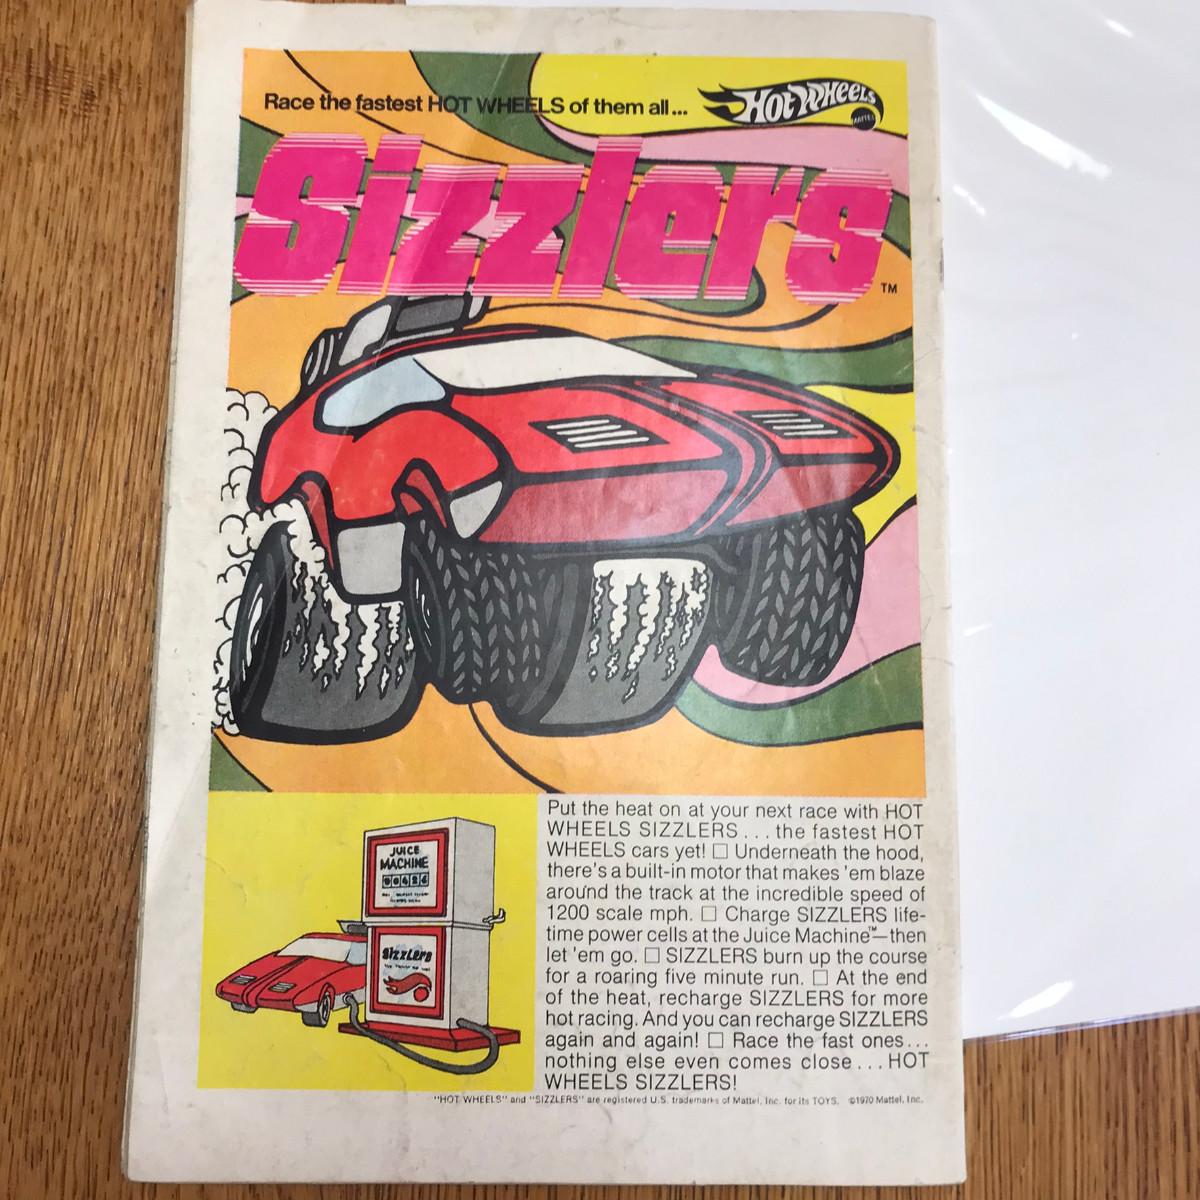 Race the fastest HOT WHEELS of them all...
Hot Wheels
MATTEL
Sizzlers™
Put the heat on at your next race with HOT
WHEELS SIZZLERS... the fastest HOT
WHEELS cars yet! □ Underneath the hood,
there's a built-in motor that makes 'em blaze
around the track at the incredible speed of
1200 scale mph. □ Charge SIZZLERS life-
time power cells at the Juice Machine™—then
let 'em go. □ SIZZLERS burn up the course
for a roaring five minute run. □ At the end
of the heat, recharge SIZZLERS for more
hot racing. And you can recharge SIZZLERS
again and again! □ Race the fast ones...
nothing else even comes close... HOT
WHEELS SIZZLERS!
JUICE
MACHINE
Sizzlers
"HOT WHEELS" and "SIZZLERS" are registered U.S. trademarks of Mattel, Inc. for its TOYS. ©1970 Mattel, Inc.